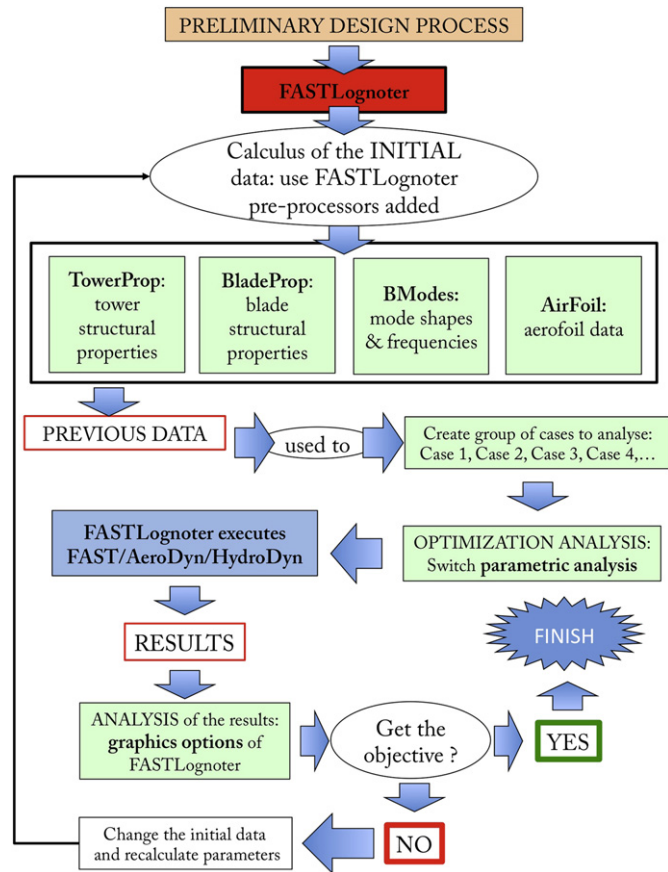 PRELIMINARY DESIGN PROCESS
FASTLognoter
Calculus of the INITIAL
data: use FASTLognoter
pre-processors added
TowerProp:
tower
structural
properties
BladeProp:
blade
structural
properties
BModes:
mode shapes
& frequencies
AirFoil:
aerofoil data
PREVIOUS DATA
used to
Create group of cases to analyse:
Case 1, Case 2, Case 3, Case 4,...
OPTIMIZATION ANALYSIS:
Switch parametric analysis
FASTLognoter executes
FAST/AeroDyn/HydroDyn
RESULTS
ANALYSIS of the results:
graphics options of
FASTLognoter
Get the
objective ?
YES
FINISH
NO
Change the initial data
and recalculate parameters